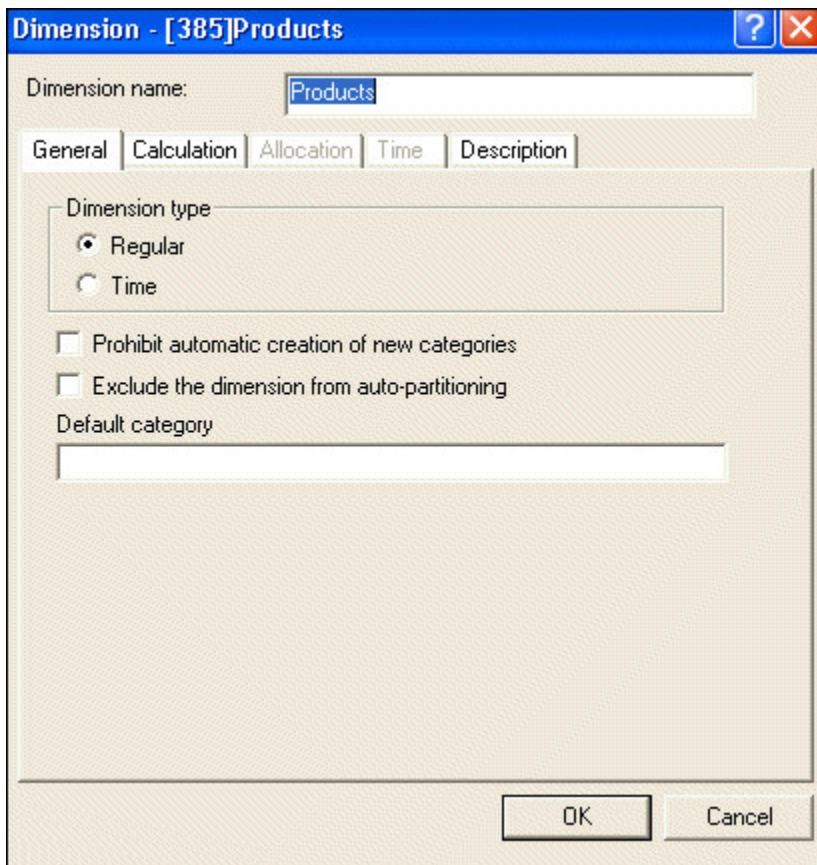 Dimension - [385]Products
Dimension name: Products
General Calculation Allocation Time Description
Dimension type
Regular
Time
Prohibit automatic creation of new categories
Exclude the dimension from auto-partitioning
Default category
OK Cancel